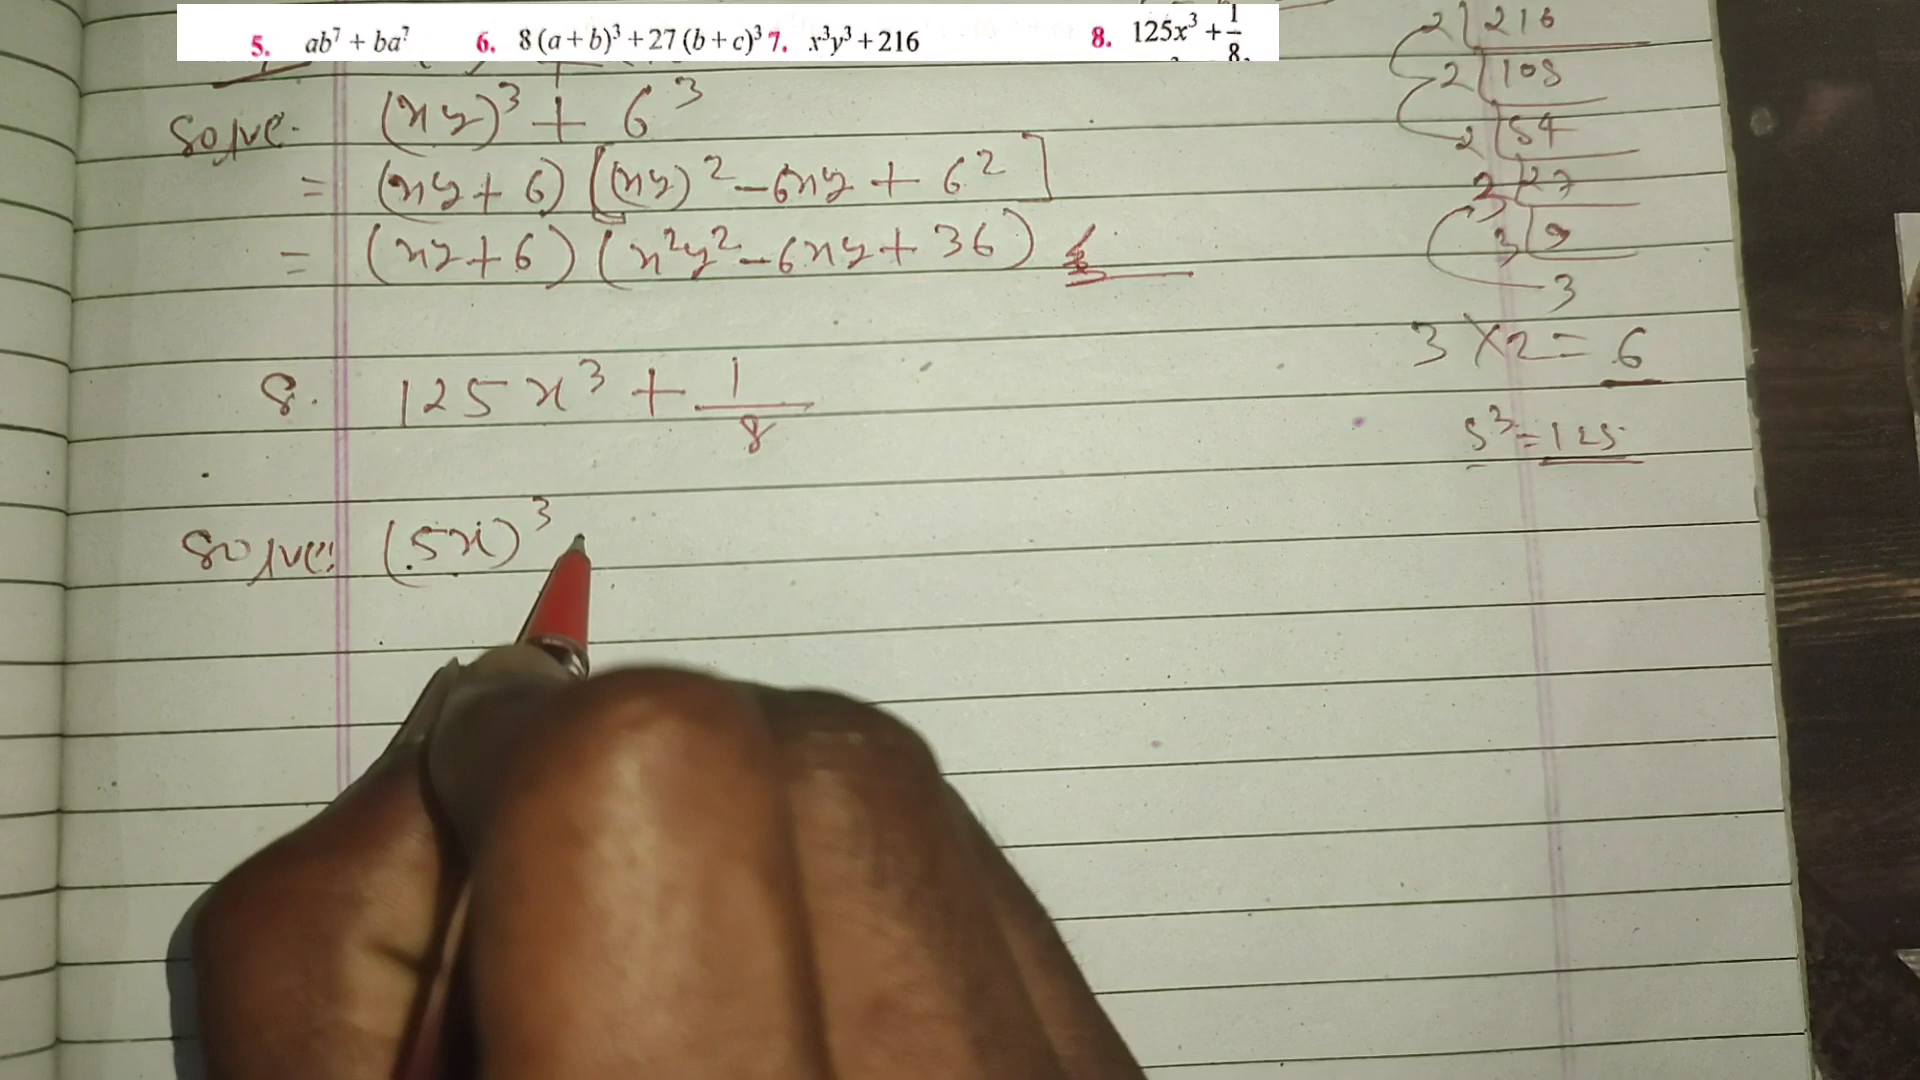 5. ab⁷ + ba⁷ 6. 8(a+b)³+27(b+c)³ 7. x³y³+216 8. 125x³+1/8
Solve. (xy)³ + 6³
= (xy+6) [(xy)²-6xy + 6²]
= (xy+6) (x²y²-6xy+36)
8. 125x³ + 1/8
Solve: (5x)³
2 216
2 108
2 54
27
3 9
3
3 × 2 = 6
5³ = 125